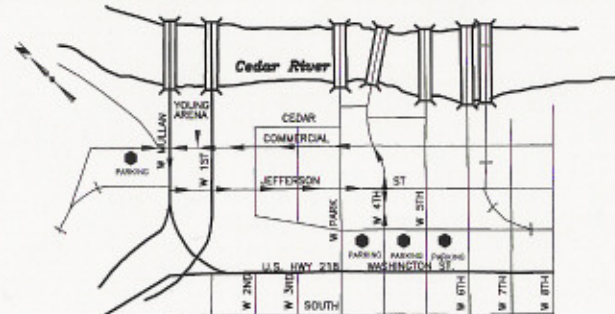 N
Cedar River
YOUNG
ARENA
CEDAR
W MULLAN
COMMERCIAL
W 1ST
PARKING
JEFFERSON ST
W PARK
W 4TH
W 5TH
PARKING PARKING PARKING
U.S. HWY 218 WASHINGTON ST.
W 2ND
W 3RD
SOUTH
W 6TH
W 7TH
W 8TH